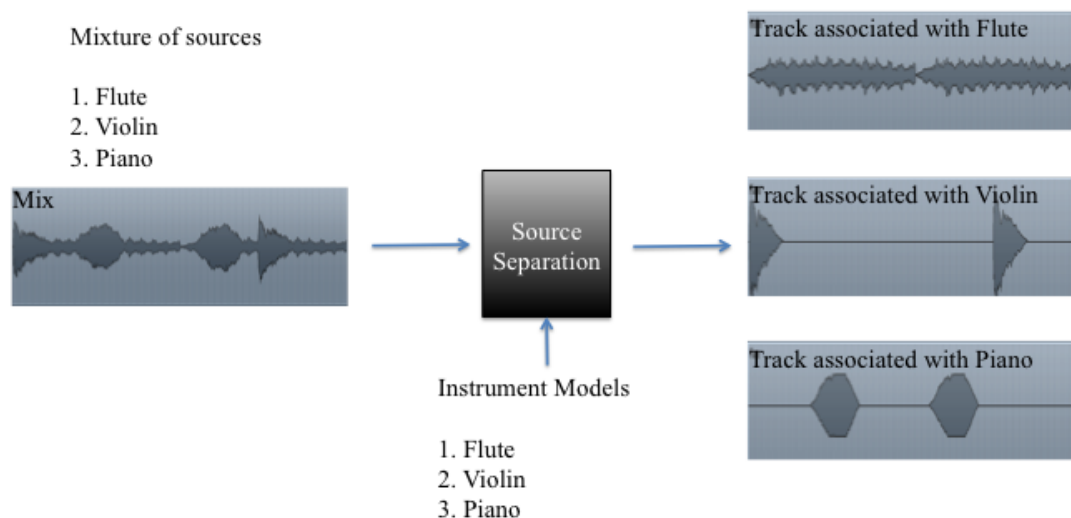 Mixture of sources
1. Flute
2. Violin
3. Piano
Mix
Source
Separation
Instrument Models
1. Flute
2. Violin
3. Piano
Track associated with Flute
Track associated with Violin
Track associated with Piano